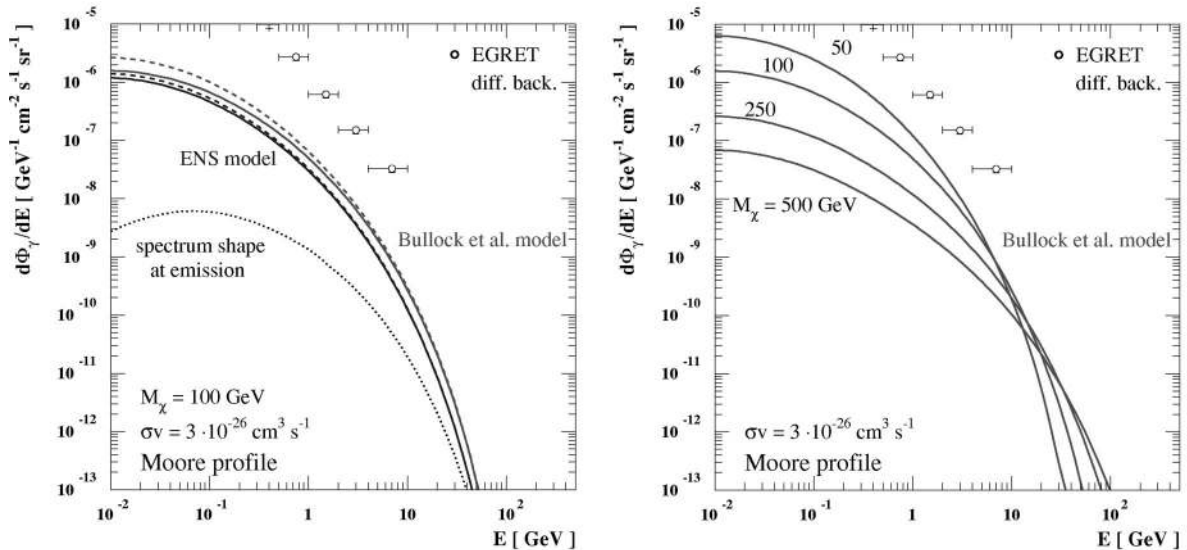 dΦγ/dE [ GeV⁻¹ cm⁻² s⁻¹ sr⁻¹ ]
10⁻⁵
10⁻⁶
10⁻⁷
10⁻⁸
10⁻⁹
10⁻¹⁰
10⁻¹¹
10⁻¹²
10⁻¹³
EGRET
diff. back.
ENS model
Bullock et al. model
spectrum shape
at emission
Mχ = 100 GeV
σv = 3 ·10⁻²⁶ cm³ s⁻¹
Moore profile
10⁻² 10⁻¹ 1 10 10²
E [ GeV]
dΦγ/dE [ GeV⁻¹ cm⁻² s⁻¹ sr⁻¹ ]
10⁻⁵
10⁻⁶
10⁻⁷
10⁻⁸
10⁻⁹
10⁻¹⁰
10⁻¹¹
10⁻¹²
10⁻¹³
50
EGRET
diff. back.
100
250
Mχ = 500 GeV
Bullock et al. model
σv = 3 ·10⁻²⁶ cm³ s⁻¹
Moore profile
10⁻² 10⁻¹ 1 10 10²
E [ GeV]